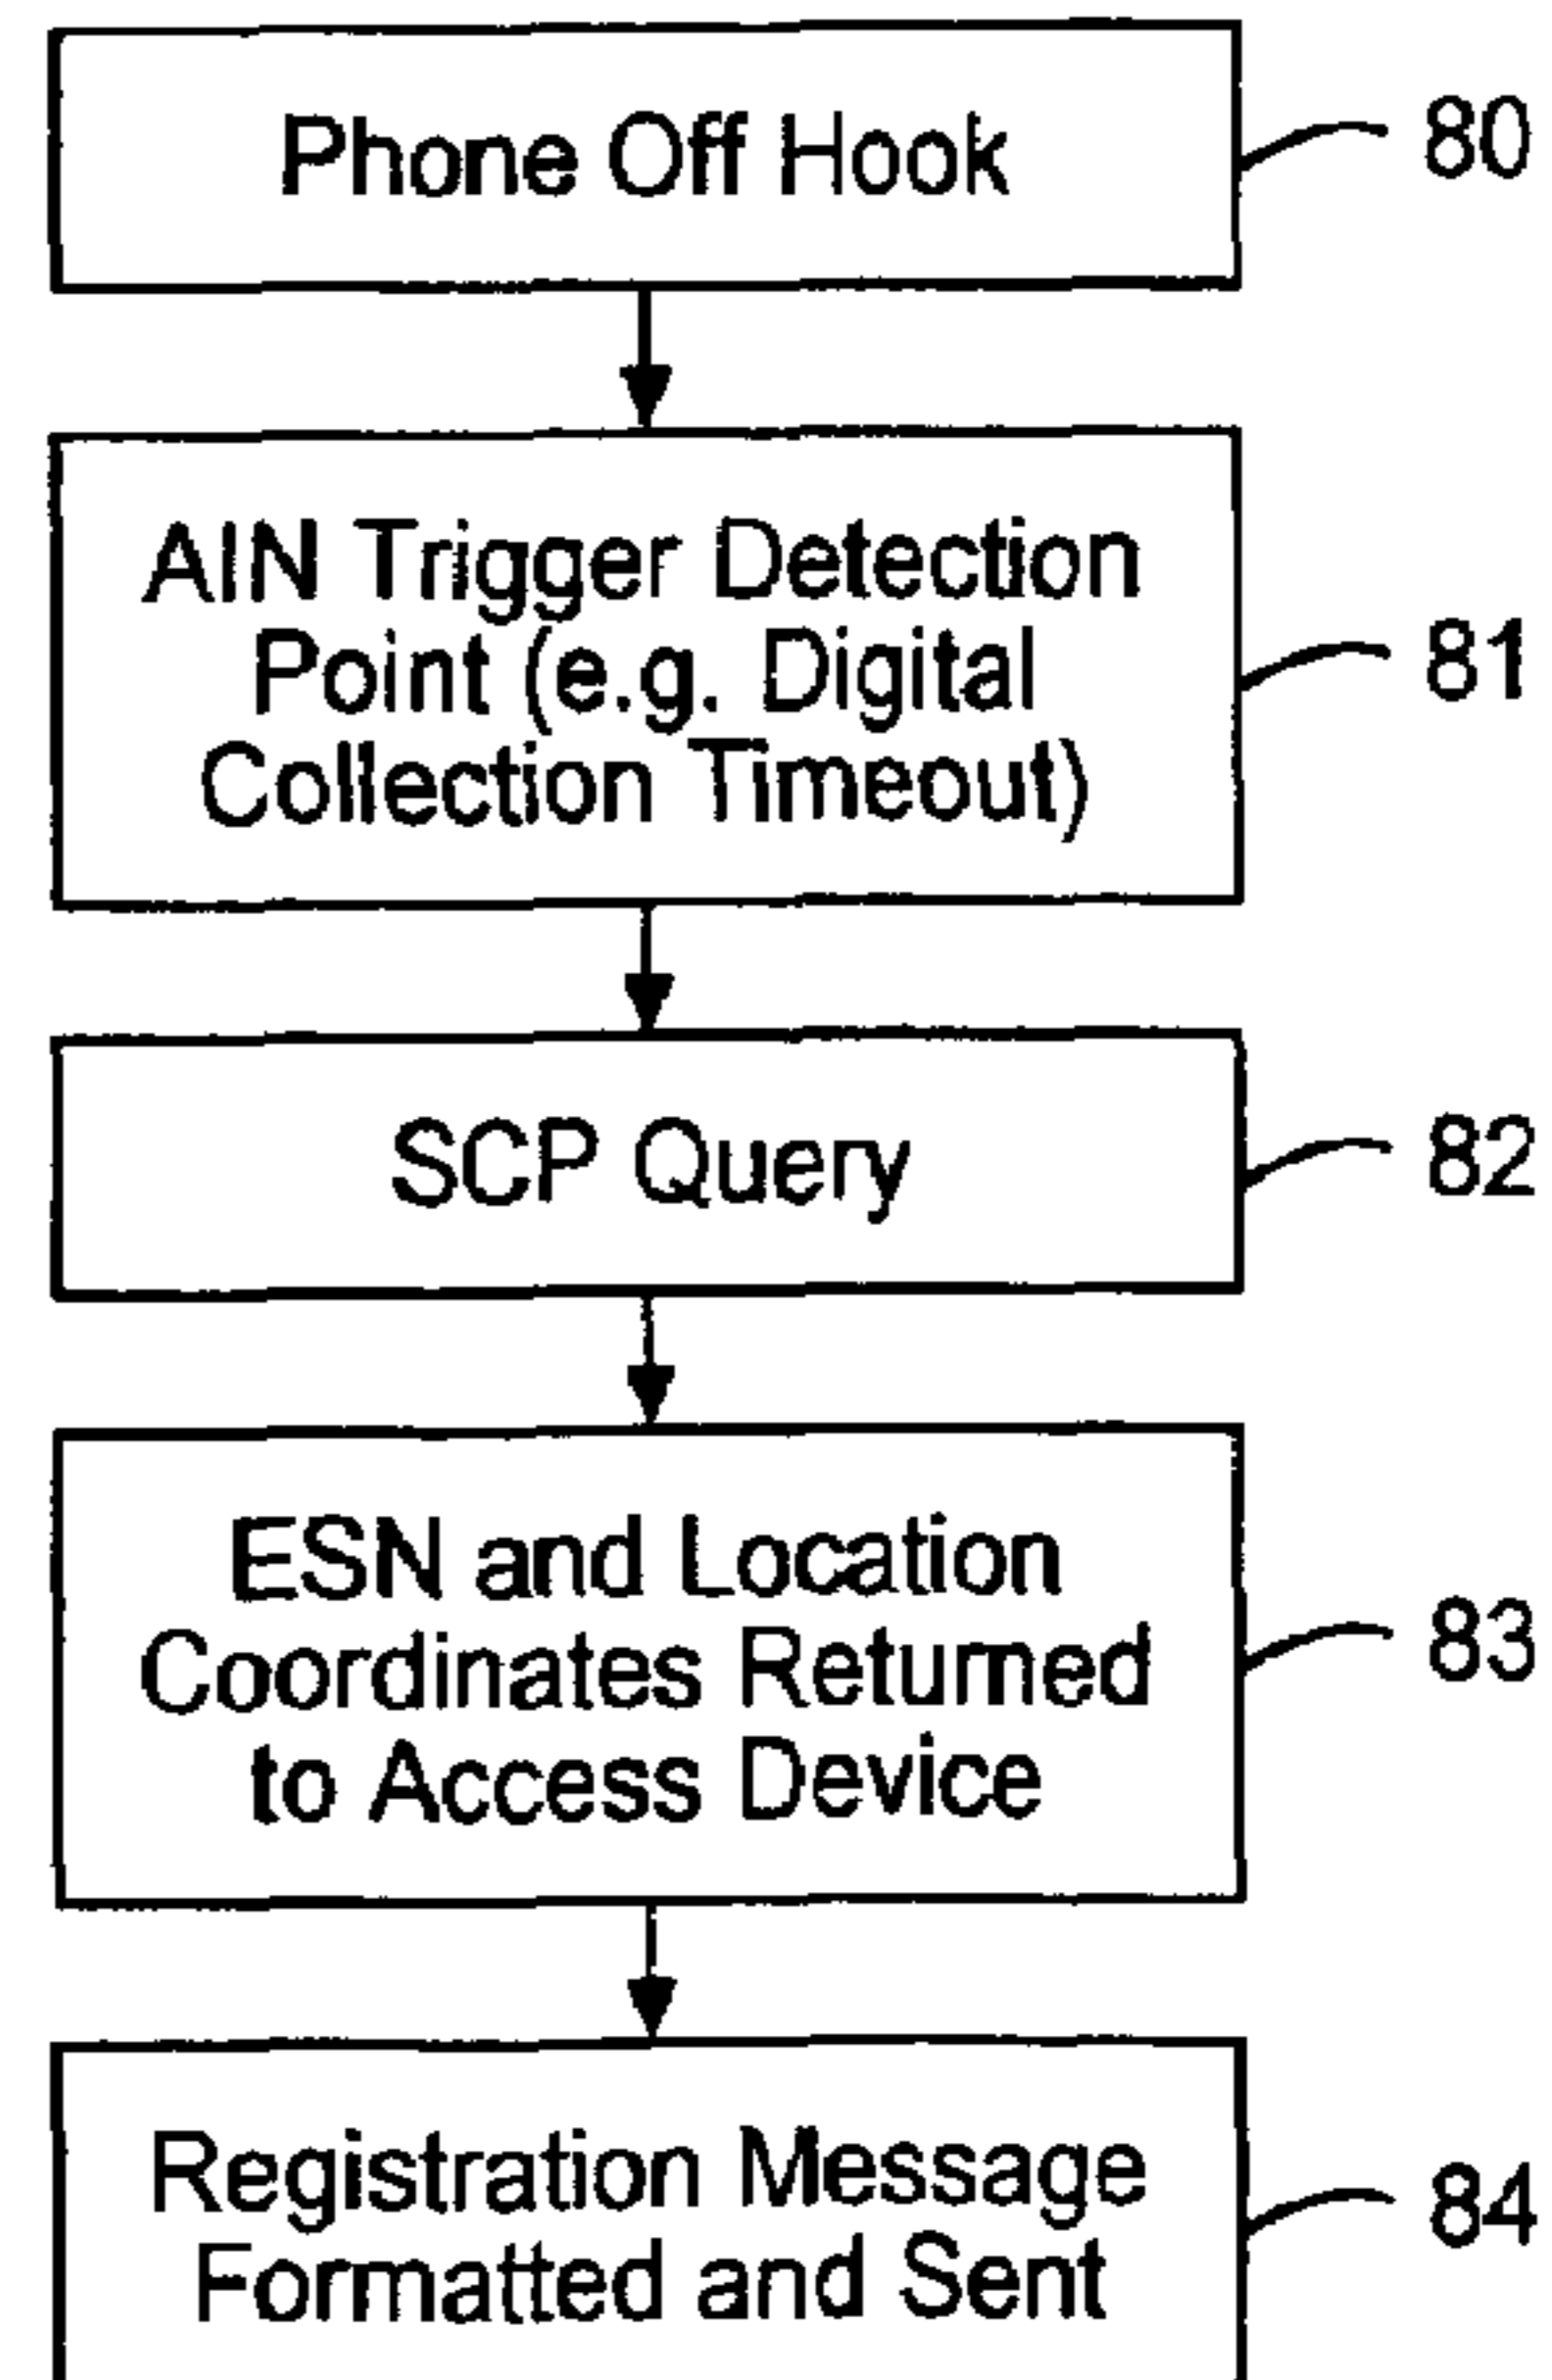 Phone Off Hook
80
AIN Trigger Detection
Point (e.g. Digital
Collection Timeout)
81
SCP Query
82
ESN and Location
Coordinates Returned
to Access Device
83
Registration Message
Formatted and Sent
84